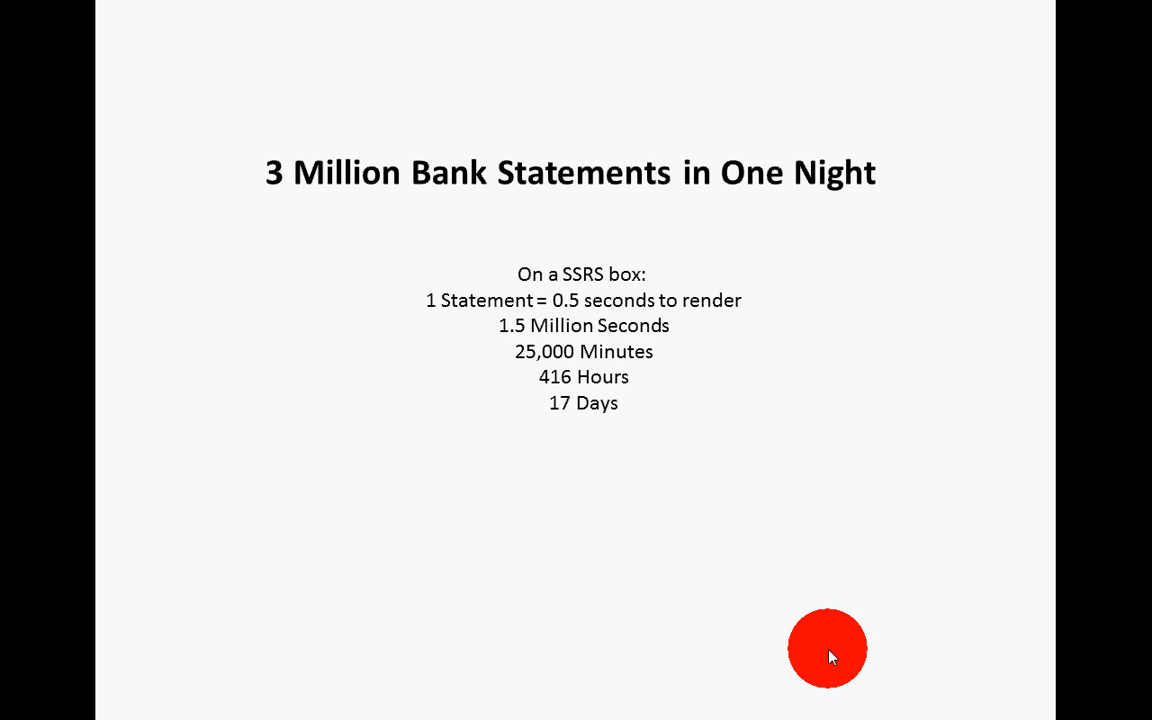 3 Million Bank Statements in One Night
On a SSRS box:
1 Statement = 0.5 seconds to render
1.5 Million Seconds
25,000 Minutes
416 Hours
17 Days